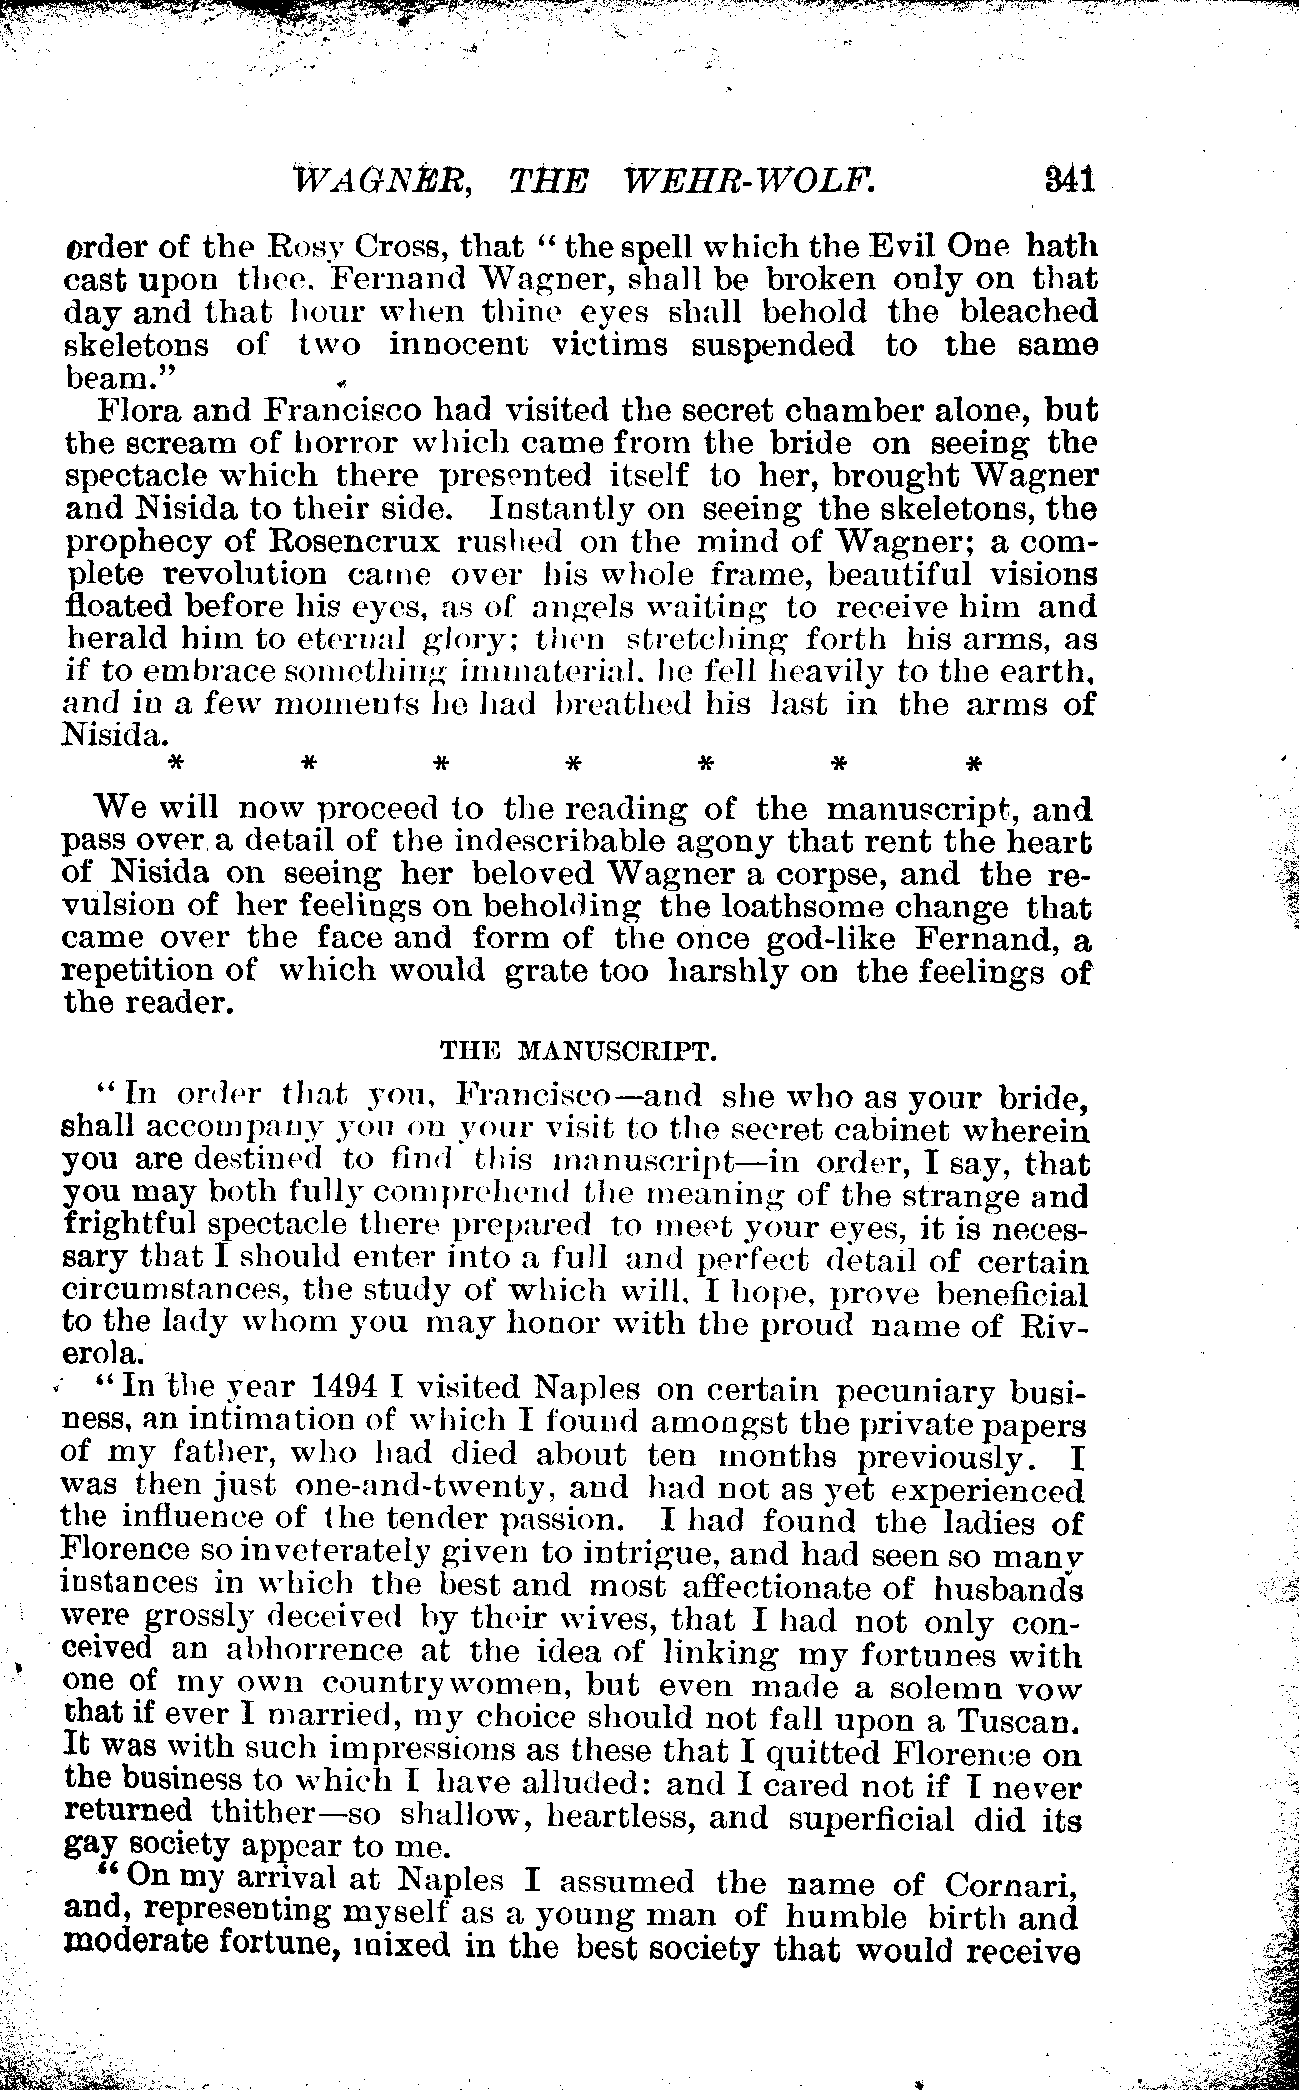 WAGNER, THE WEHR-WOLF. 341
order of the Rosy Cross, that "the spell which the Evil One hath
cast upon thee. Fernand Wagner, shall be broken only on that
day and that hour when thine eyes shall behold the bleached
skeletons of two innocent victims suspended to the same
beam."
Flora and Francisco had visited the secret chamber alone, but
the scream of horror which came from the bride on seeing the
spectacle which there presented itself to her, brought Wagner
and Nisida to their side. Instantly on seeing the skeletons, the
prophecy of Rosencrux rushed on the mind of Wagner; a com-
plete revolution came over his whole frame, beautiful visions
floated before his eyes, as of angels waiting to receive him and
herald him to eternal glory; then stretching forth his arms, as
if to embrace something immaterial. he fell heavily to the earth,
and in a few moments he had breathed his last in the arms of
Nisida.
* * * * * * *
We will now proceed to the reading of the manuscript, and
pass over a detail of the indescribable agony that rent the heart
of Nisida on seeing her beloved Wagner a corpse, and the re-
vulsion of her feelings on beholding the loathsome change that
came over the face and form of the once god-like Fernand, a
repetition of which would grate too harshly on the feelings of
the reader.
THE MANUSCRIPT.
"In order that you, Francisco—and she who as your bride,
shall accompany you on your visit to the secret cabinet wherein
you are destined to find this manuscript—in order, I say, that
you may both fully comprehend the meaning of the strange and
frightful spectacle there prepared to meet your eyes, it is neces-
sary that I should enter into a full and perfect detail of certain
circumstances, the study of which will, I hope, prove beneficial
to the lady whom you may honor with the proud name of Riv-
erola.
"In the year 1494 I visited Naples on certain pecuniary busi-
ness, an intimation of which I found amongst the private papers
of my father, who had died about ten months previously. I
was then just one-and-twenty, and had not as yet experienced
the influence of the tender passion. I had found the ladies of
Florence so inveterately given to intrigue, and had seen so many
instances in which the best and most affectionate of husbands
were grossly deceived by their wives, that I had not only con-
ceived an abhorrence at the idea of linking my fortunes with
one of my own countrywomen, but even made a solemn vow
that if ever I married, my choice should not fall upon a Tuscan.
It was with such impressions as these that I quitted Florence on
the business to which I have alluded: and I cared not if I never
returned thither—so shallow, heartless, and superficial did its
gay society appear to me.
"On my arrival at Naples I assumed the name of Cornari,
and, representing myself as a young man of humble birth and
moderate fortune, mixed in the best society that would receive